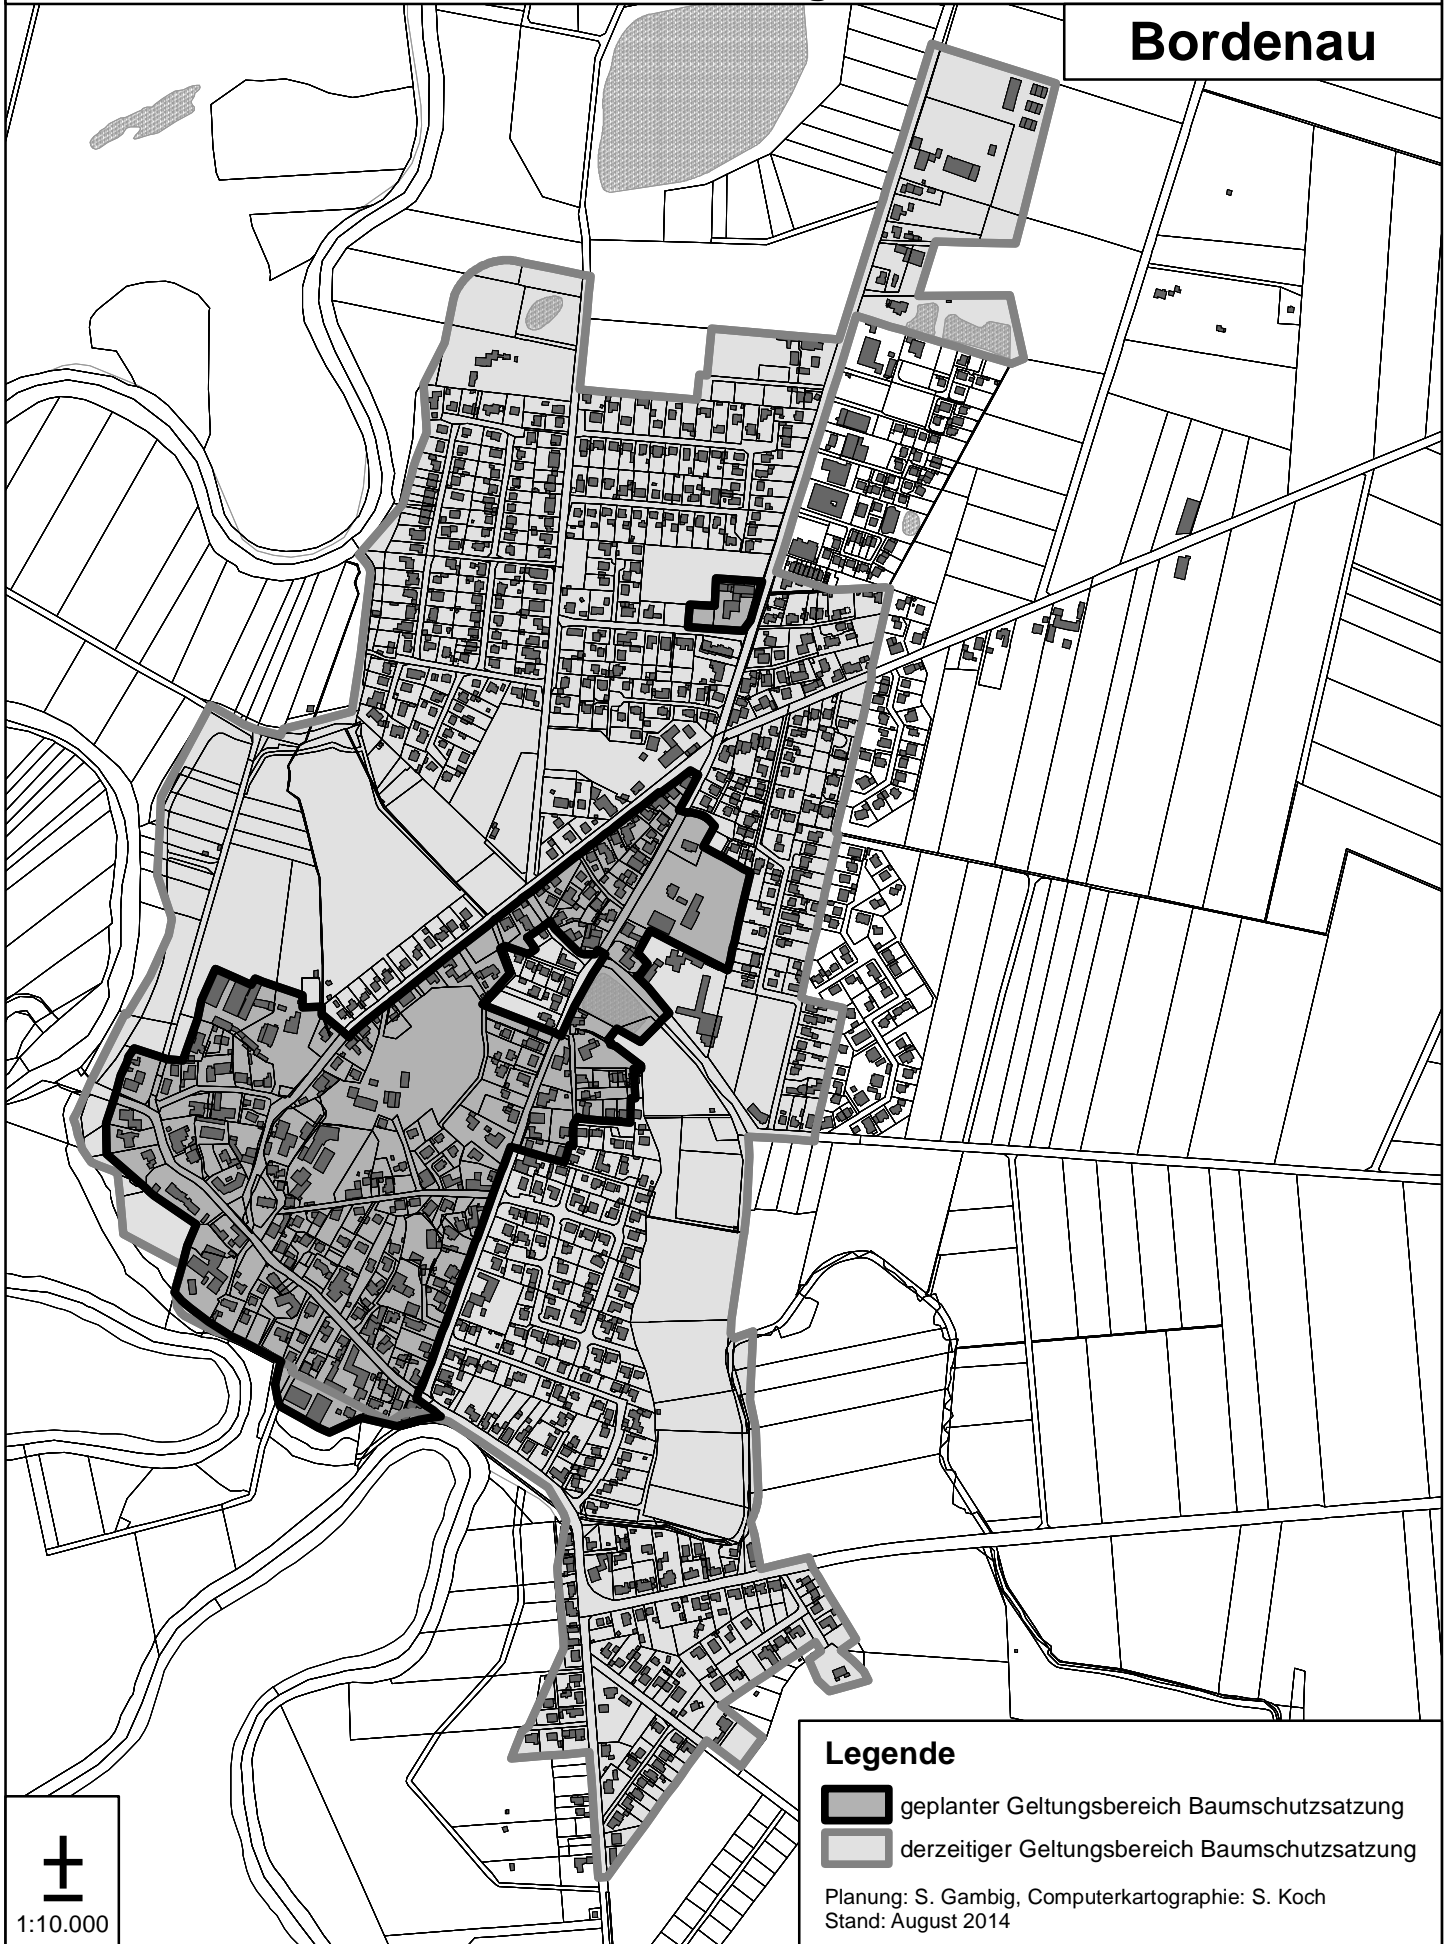 Bordenau
Legende
geplanter Geltungsbereich Baumschutzsatzung
derzeitiger Geltungsbereich Baumschutzsatzung
Planung: S. Gambig, Computerkartographie: S. Koch
Stand: August 2014
1:10.000